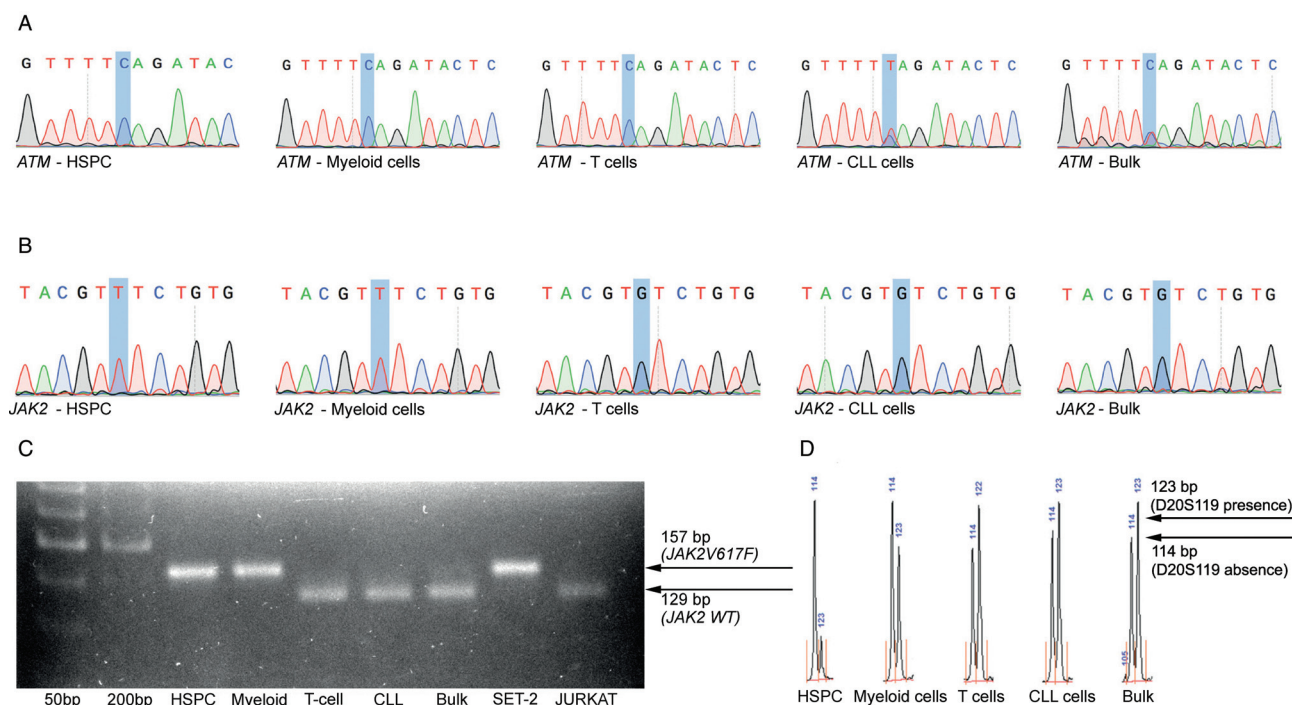 A
G T T T T C A G A T A C
G T T T T C A G A T A C T C
G T T T T C A G A T A C T C
G T T T T T A G A T A C T C
G T T T T C A G A T A C T C
ATM - HSPC
ATM - Myeloid cells
ATM - T cells
ATM - CLL cells
ATM - Bulk
B
T A C G T T T C T G T G
T A C G T T T C T G T G
T A C G T G T C T G T G
T A C G T G T C T G T G
T A C G T G T C T G T G
JAK2 - HSPC
JAK2 - Myeloid cells
JAK2 - T cells
JAK2 - CLL cells
JAK2 - Bulk
C
157 bp
(JAK2V617F)
129 bp
(JAK2 WT)
50bp 200bp HSPC Myeloid T-cell CLL Bulk SET-2 JURKAT
D
114
123
114
123
114
122
114
123
105
114
123
123 bp
(D20S119 presence)
114 bp
(D20S119 absence)
HSPC Myeloid cells T cells CLL cells Bulk